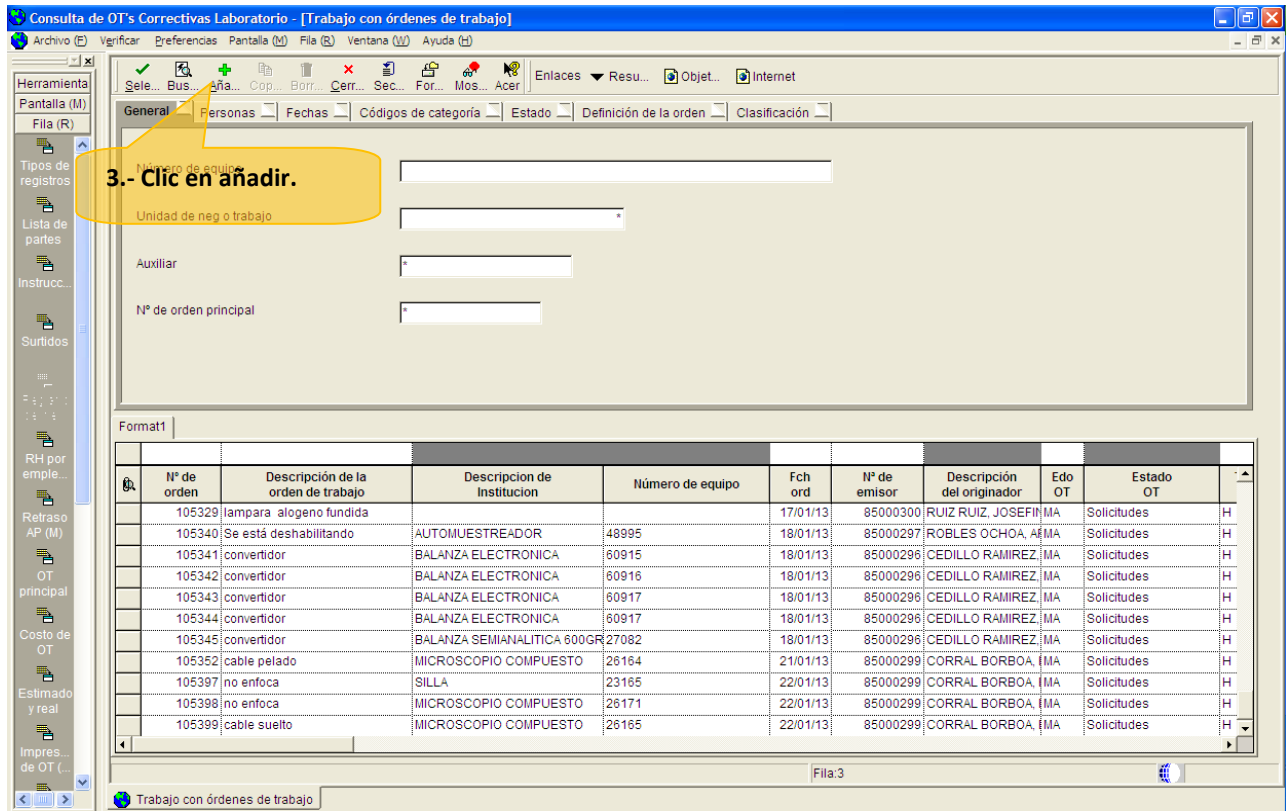 Consulta de OT's Correctivas Laboratorio - [Trabajo con órdenes de trabajo]
Archivo (F) Verificar Preferencias Pantalla (M) Fila (R) Ventana (W) Ayuda (H)
Herramienta
Pantalla (M)
Fila (R)
Tipos de registros
Lista de partes
Instrucc...
Surtidos
RH por emple...
Retraso AP (M)
OT principal
Costo de OT
Estimado y real
Impres... de OT (...
Sele... Bus... Aña... Cop... Borr... Cerr... Sec... For... Mos... Acer Enlaces Resu... Objet... Internet
General Personas Fechas Códigos de categoría Estado Definición de la orden Clasificación
Número de equipo
3.- Clic en añadir.
Unidad de neg o trabajo *
Auxiliar *
Nº de orden principal *
Format1
Nº de orden Descripción de la orden de trabajo Descripcion de Institucion Número de equipo Fch ord Nº de emisor Descripción del originador Edo OT Estado OT
105329 lampara alogeno fundida 17/01/13 85000300 RUIZ RUIZ, JOSEFIN MA Solicitudes H
105340 Se está deshabilitando AUTOMUESTREADOR 48995 18/01/13 85000297 ROBLES OCHOA, MA Solicitudes H
105341 convertidor BALANZA ELECTRONICA 60915 18/01/13 85000296 CEDILLO RAMIREZ, MA Solicitudes H
105342 convertidor BALANZA ELECTRONICA 60916 18/01/13 85000296 CEDILLO RAMIREZ, MA Solicitudes H
105343 convertidor BALANZA ELECTRONICA 60917 18/01/13 85000296 CEDILLO RAMIREZ, MA Solicitudes H
105344 convertidor BALANZA ELECTRONICA 60917 18/01/13 85000296 CEDILLO RAMIREZ, MA Solicitudes H
105345 convertidor BALANZA SEMIANALITICA 600GR 27082 18/01/13 85000296 CEDILLO RAMIREZ, MA Solicitudes H
105352 cable pelado MICROSCOPIO COMPUESTO 26164 21/01/13 85000299 CORRAL BORBOA, MA Solicitudes H
105397 no enfoca SILLA 23165 22/01/13 85000299 CORRAL BORBOA, MA Solicitudes H
105398 no enfoca MICROSCOPIO COMPUESTO 26171 22/01/13 85000299 CORRAL BORBOA, MA Solicitudes H
105399 cable suelto MICROSCOPIO COMPUESTO 26165 22/01/13 85000299 CORRAL BORBOA, MA Solicitudes H
Fila:3
Trabajo con órdenes de trabajo